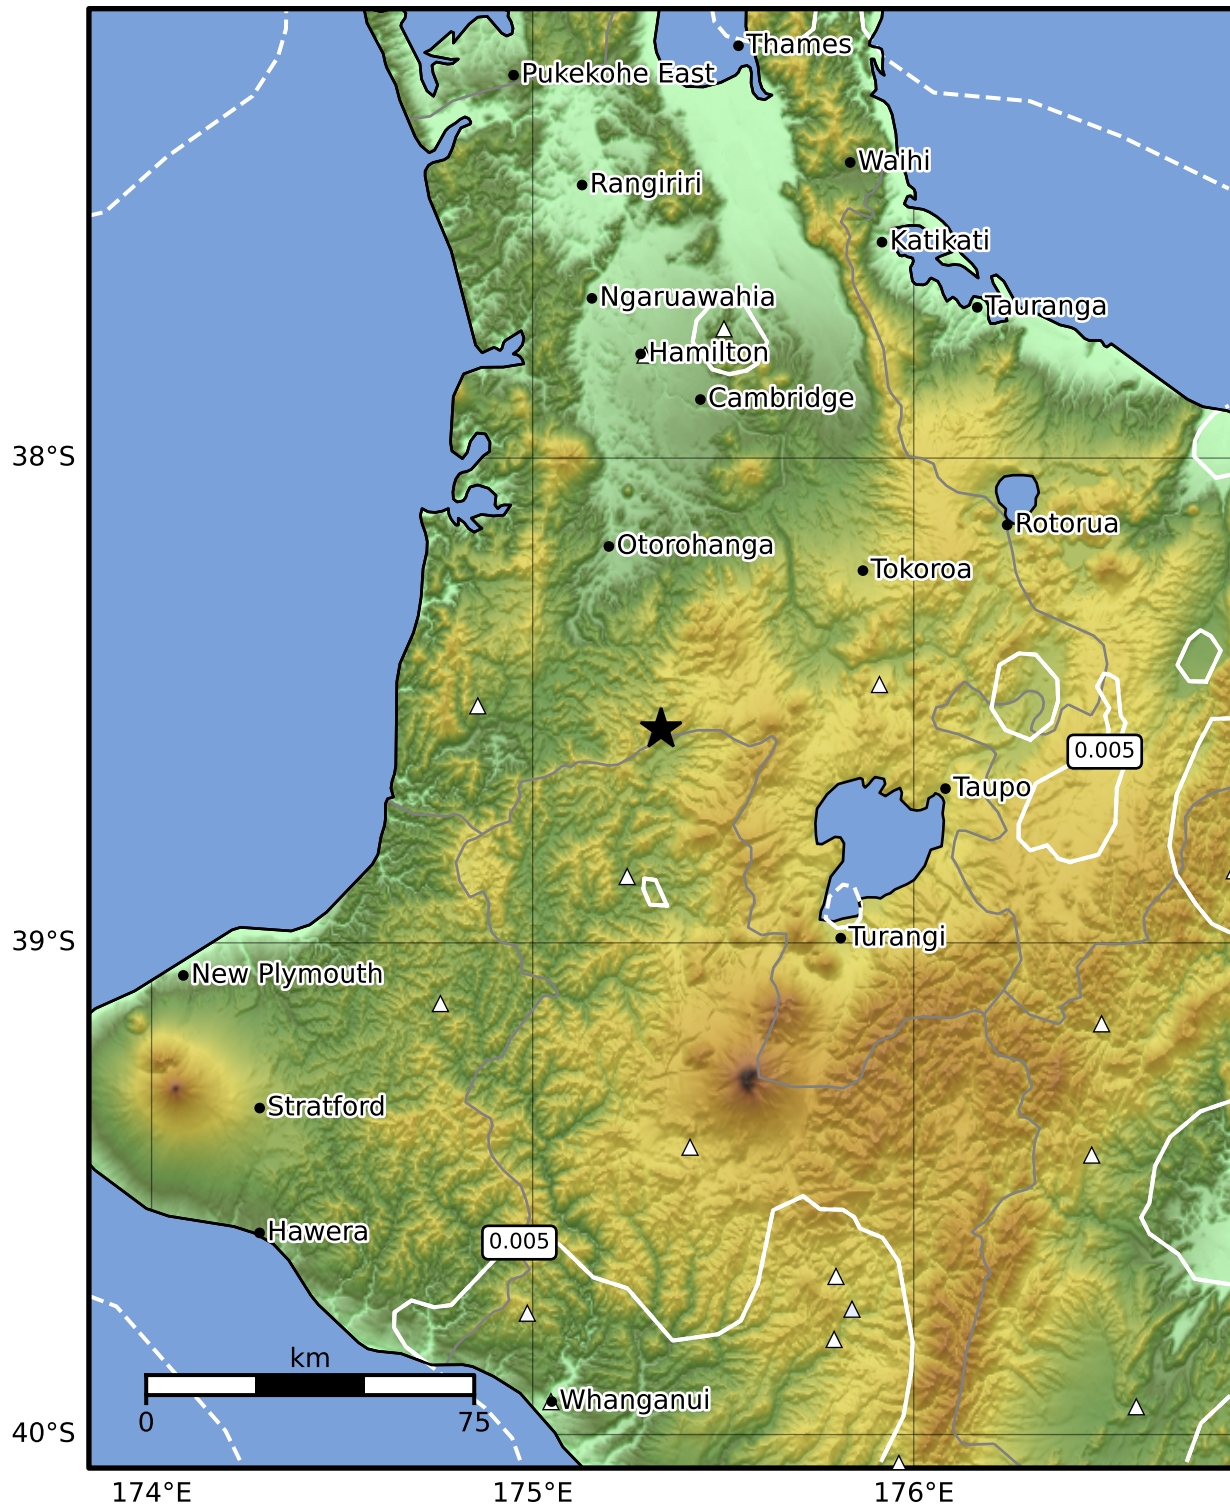 Thames
Pukekohe East
Waihi
Rangiriri
Katikati
Ngaruawahia
Tauranga
Hamilton
Cambridge
38°S
Rotorua
Otorohanga
Tokoroa
0.005
Taupo
Turangi
39°S
New Plymouth
Stratford
Hawera
0.005
km
0
75
Whanganui
40°S
174°E
175°E
176°E